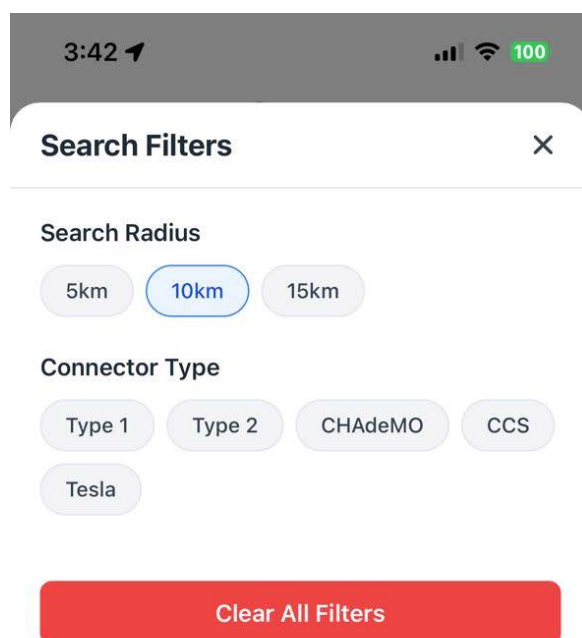 3:42 100
Search Filters
Search Radius
5km 10km 15km
Connector Type
Type 1 Type 2 CHAdeMO CCS
Tesla
Clear All Filters